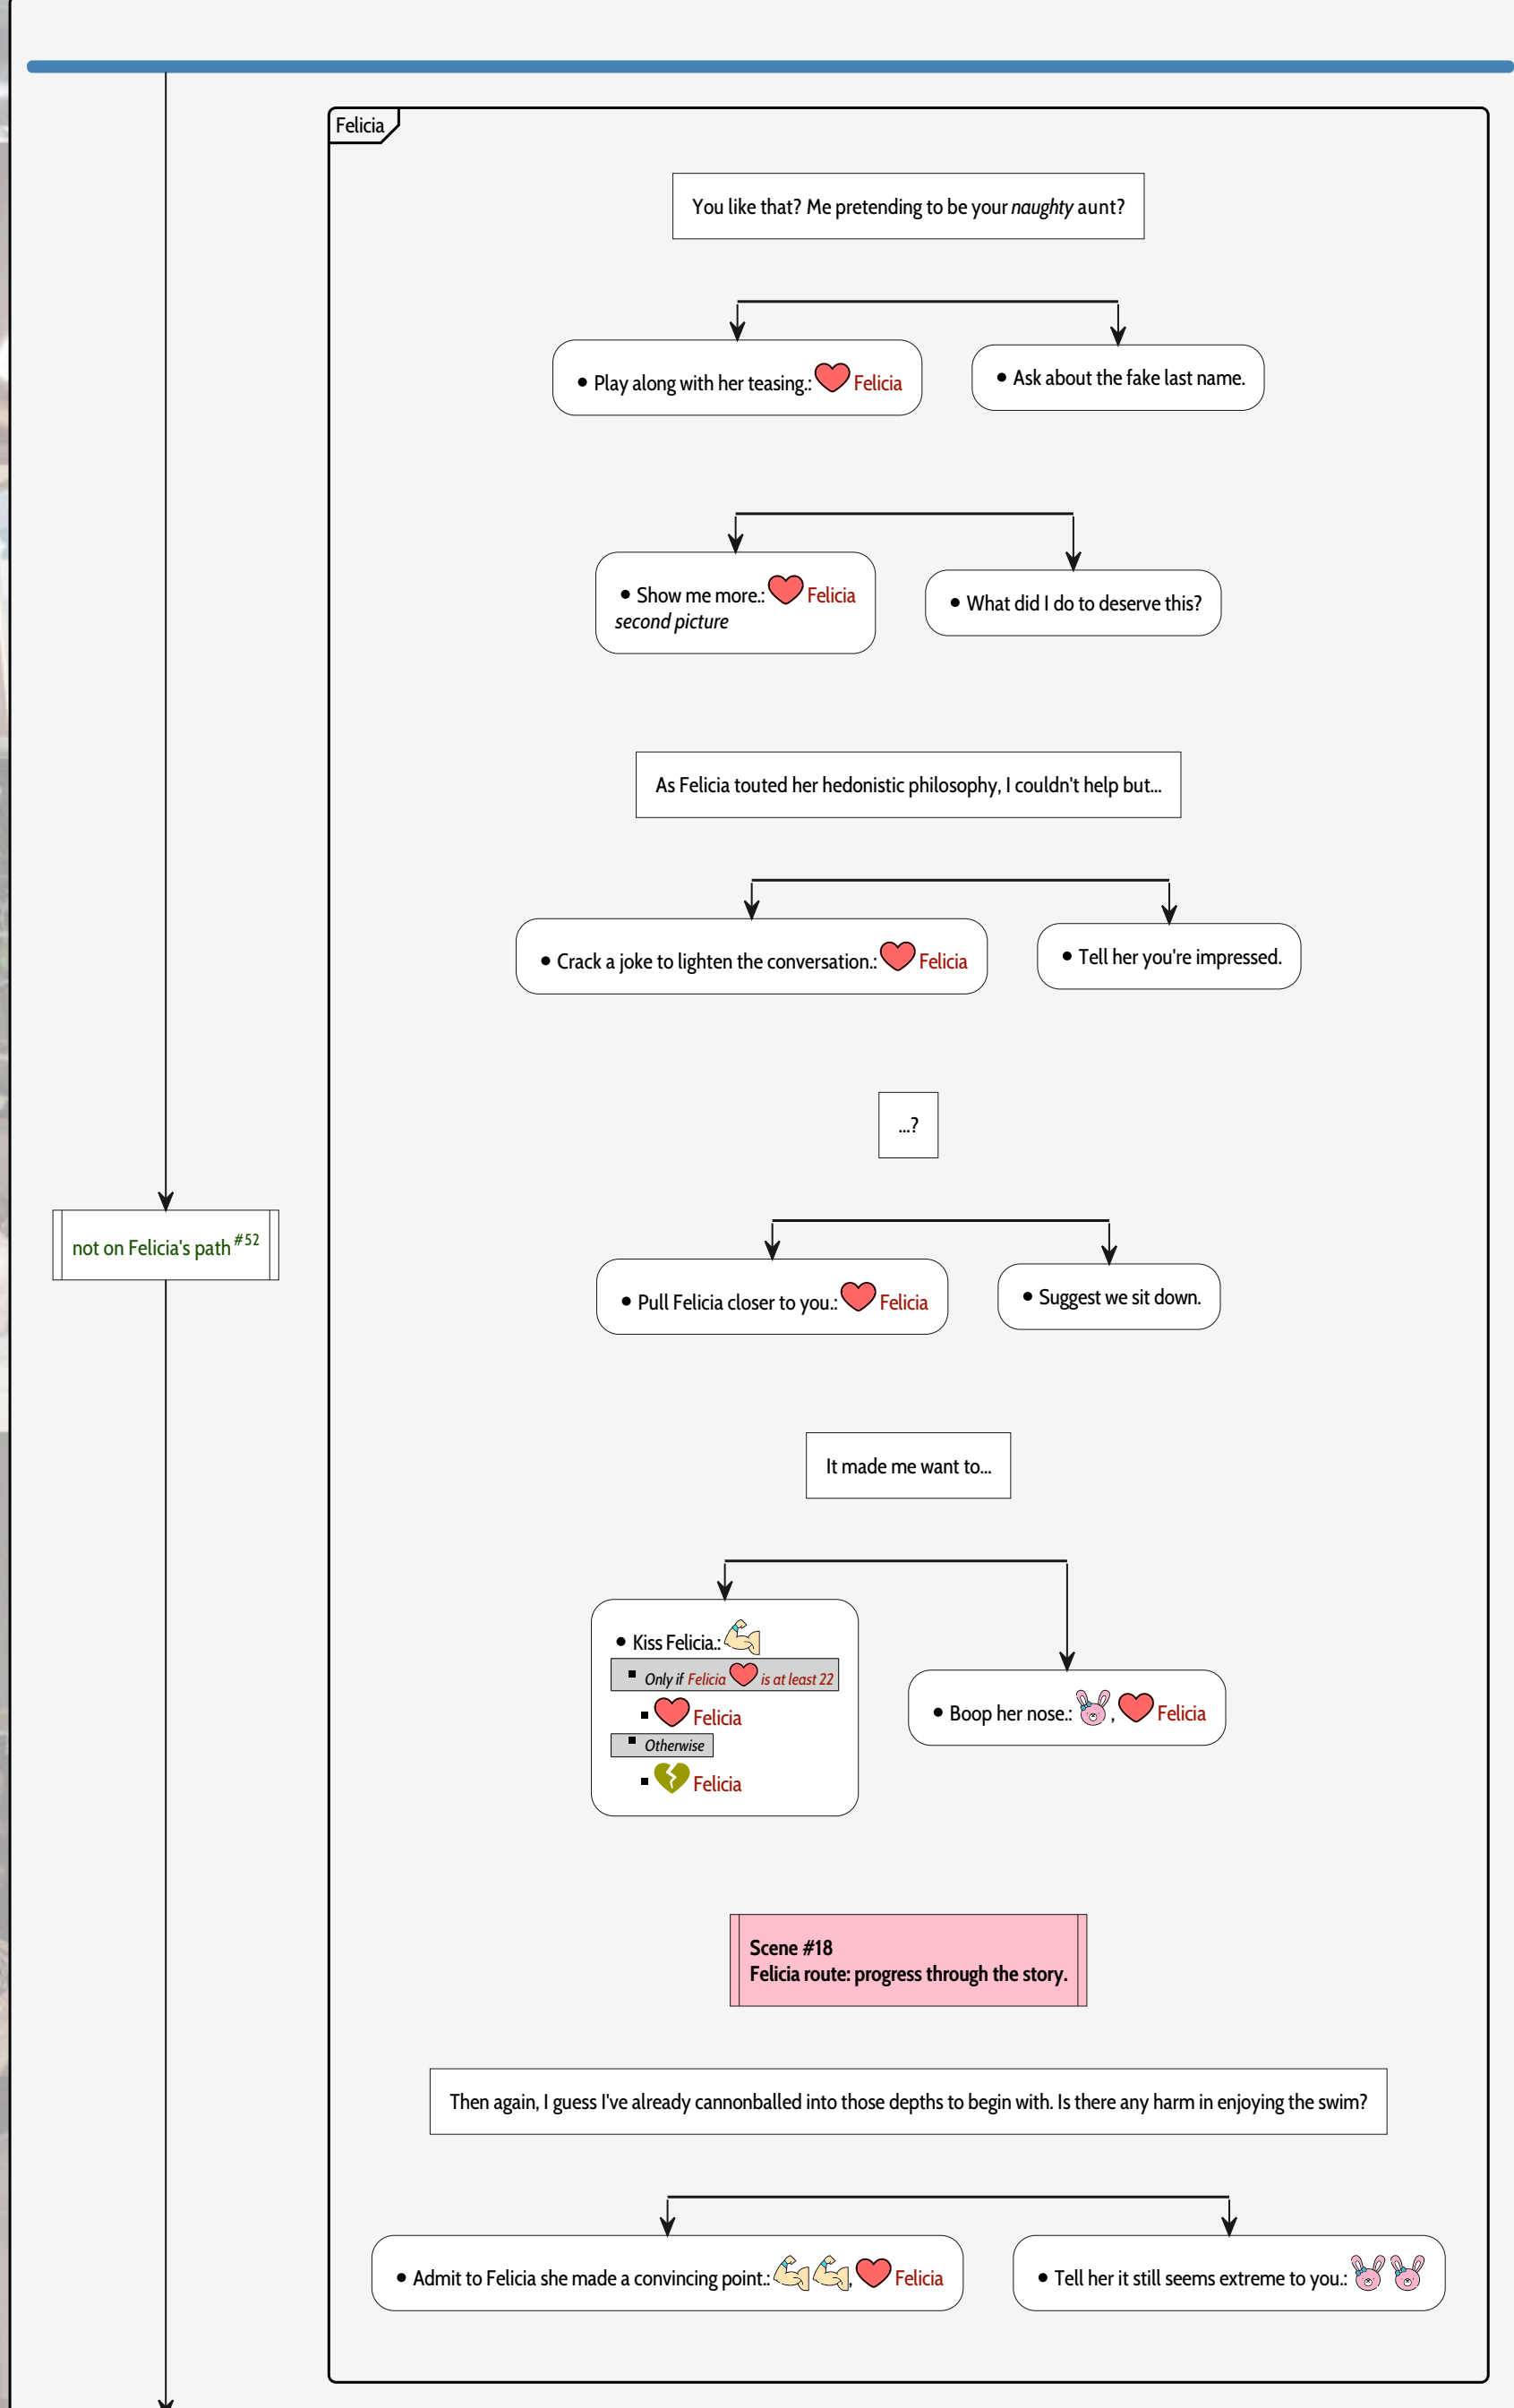 Felicia
You like that? Me pretending to be your naughty aunt?
• Play along with her teasing.: Felicia
• Ask about the fake last name.
• Show me more.: Felicia
second picture
• What did I do to deserve this?
As Felicia touted her hedonistic philosophy, I couldn't help but...
• Crack a joke to lighten the conversation.: Felicia
• Tell her you're impressed.
...?
not on Felicia's path #52
• Pull Felicia closer to you.: Felicia
• Suggest we sit down.
It made me want to...
• Kiss Felicia.:
▪ Only if Felicia is at least 22
▪ Felicia
▪ Otherwise
▪ Felicia
• Boop her nose.: , Felicia
Scene #18
Felicia route: progress through the story.
Then again, I guess I've already cannonballed into those depths to begin with. Is there any harm in enjoying the swim?
• Admit to Felicia she made a convincing point.: , Felicia
• Tell her it still seems extreme to you.: